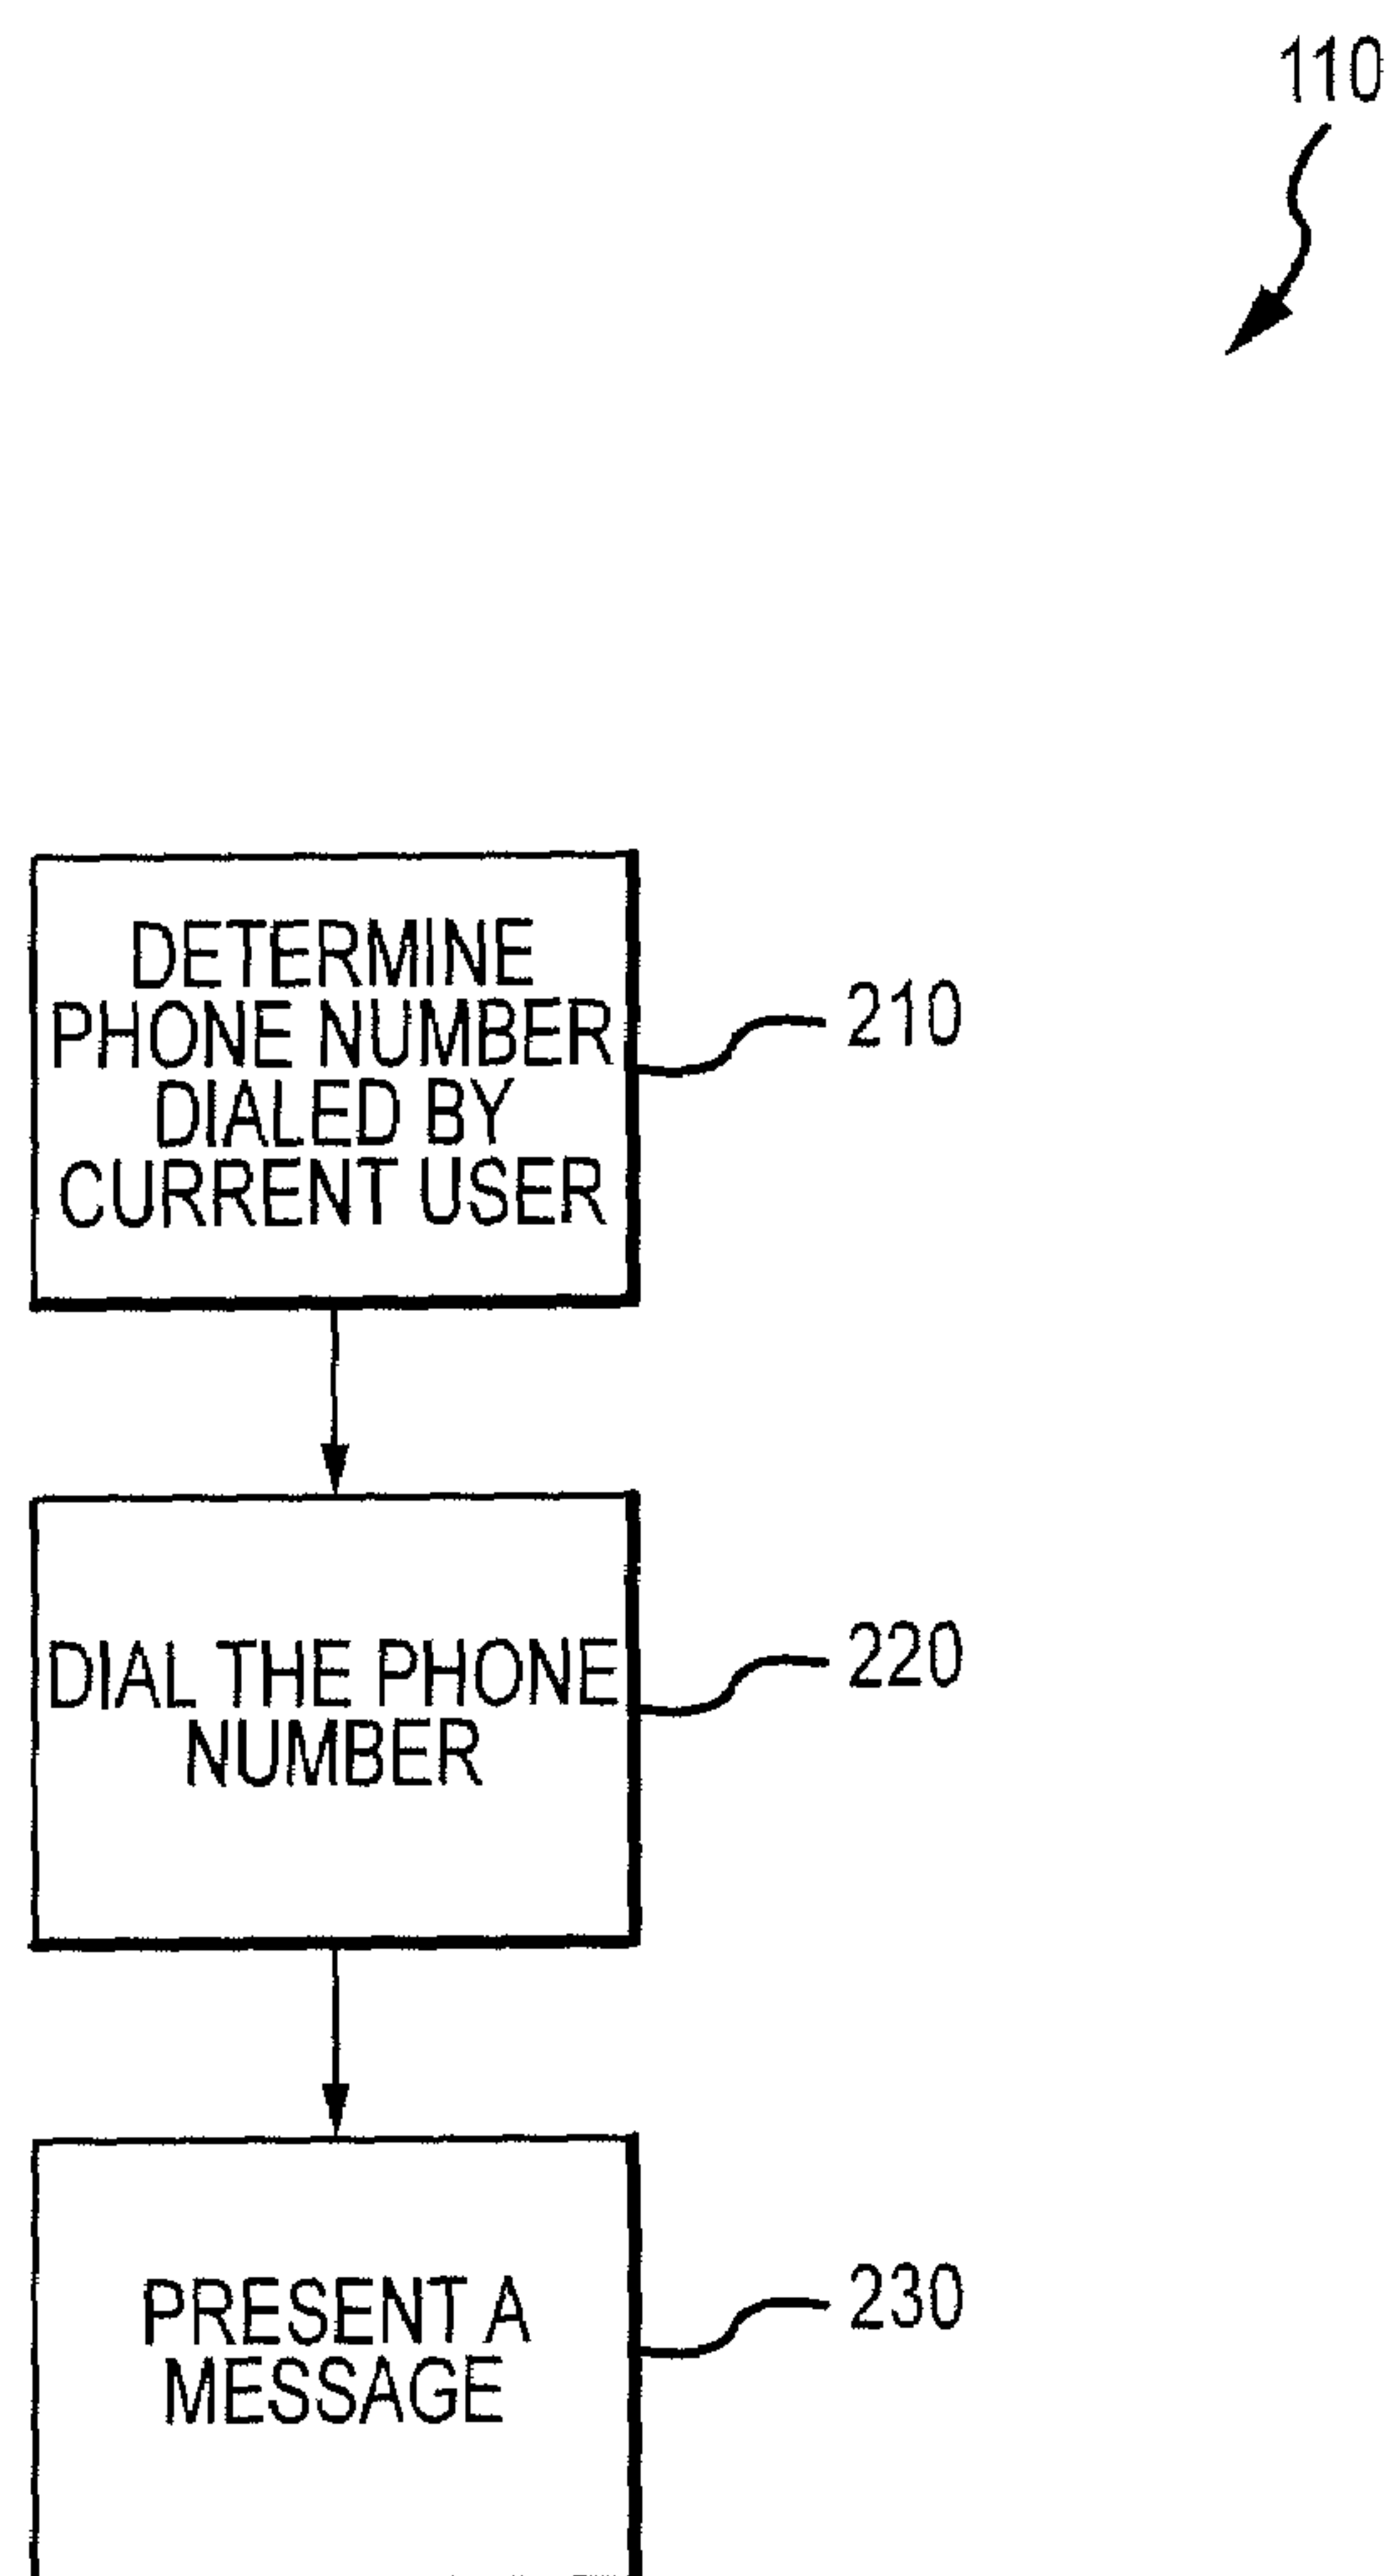 110
DETERMINE
PHONE NUMBER
DIALED BY
CURRENT USER
210
DIAL THE PHONE
NUMBER
220
PRESENT A
MESSAGE
230